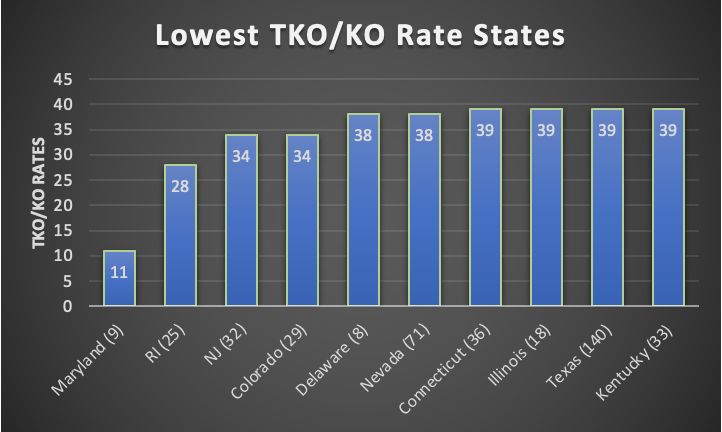 Lowest TKO/KO Rate States
TKO/KO RATES
45
40
35
30
25
20
15
10
5
0
11
28
34
34
38
38
39
39
39
39
Maryland (9)
RI (25)
NJ (32)
Colorado (29)
Delaware (8)
Nevada (71)
Connecticut (36)
Illinois (18)
Texas (140)
Kentucky (33)